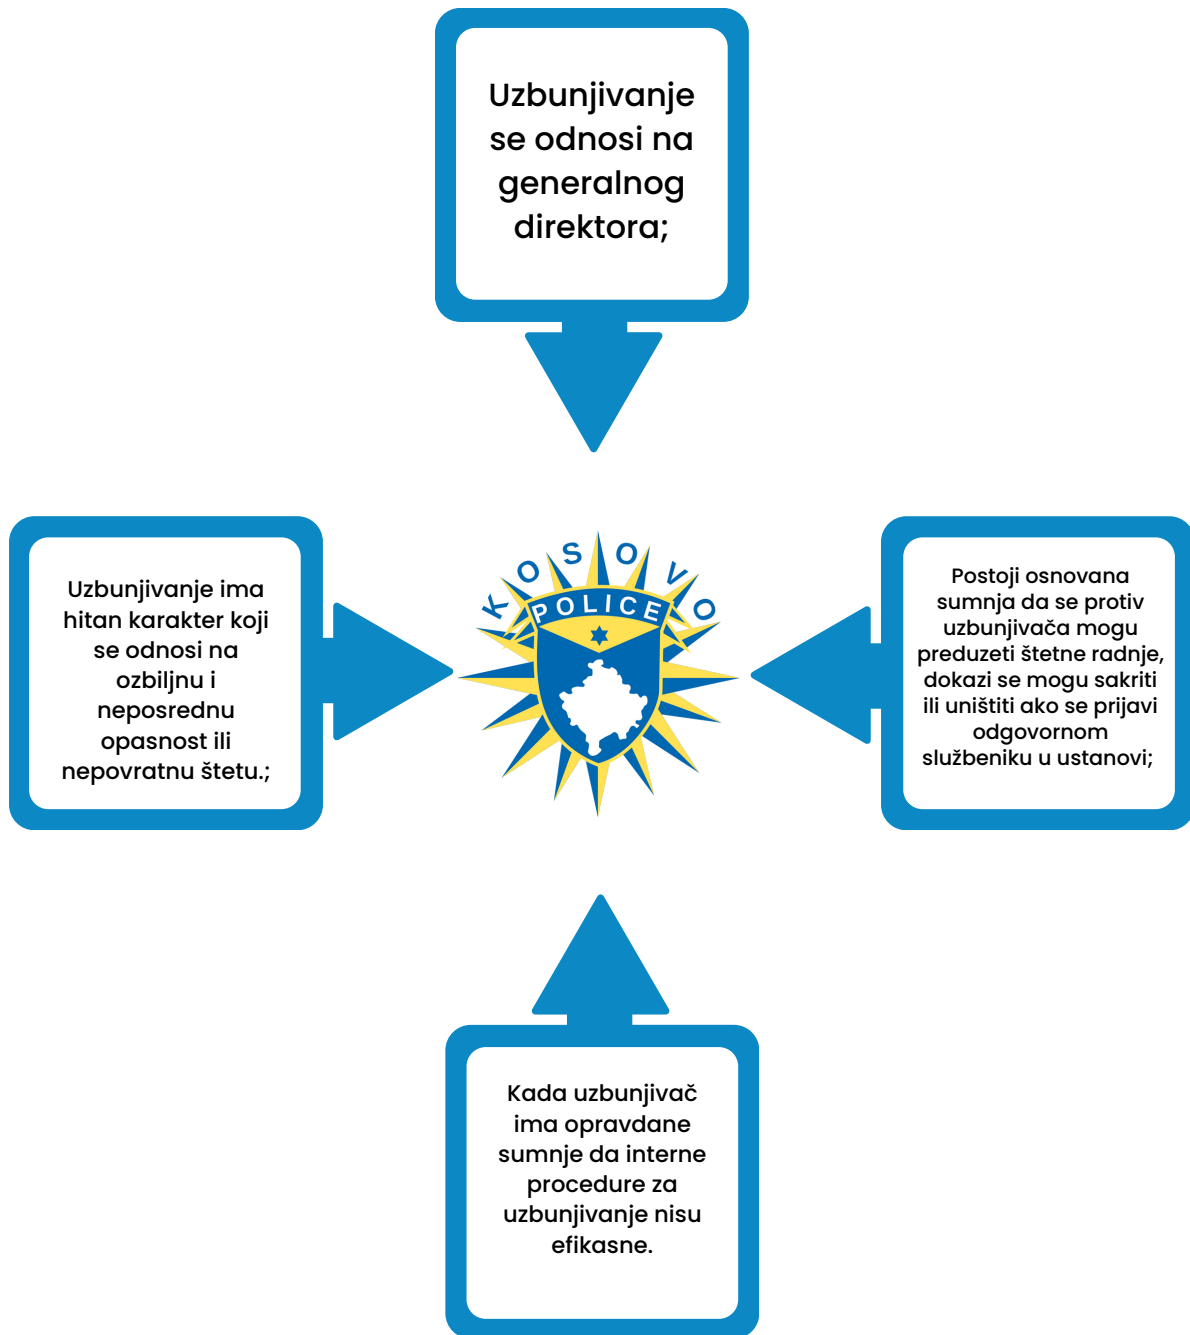 Uzbunjivanje
se odnosi na
generalnog
direktora;
Uzbunjivanje ima
hitan karakter koji
se odnosi na
ozbiljnu i
neposrednu
opasnost ili
nepovratnu štetu.;
KOSOVO
POLICE
Postoji osnovana
sumnja da se protiv
uzbunjivača mogu
preduzeti štetne radnje,
dokazi se mogu sakriti
ili uništiti ako se prijavi
odgovornom
službeniku u ustanovi;
Kada uzbunjivač
ima opravdane
sumnje da interne
procedure za
uzbunjivanje nisu
efikasne.